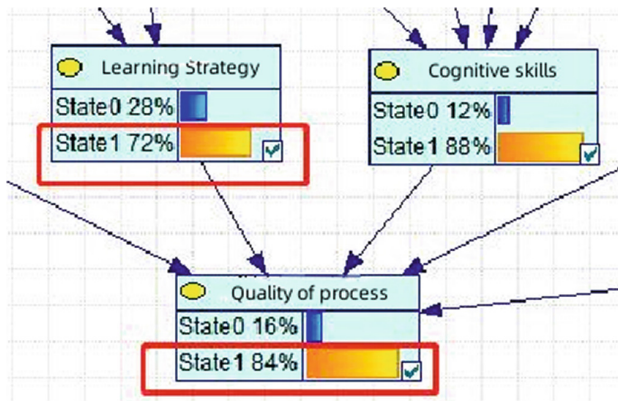 Learning Strategy
State0 28%
State1 72%
Cognitive skills
State0 12%
State1 88%
Quality of process
State0 16%
State1 84%